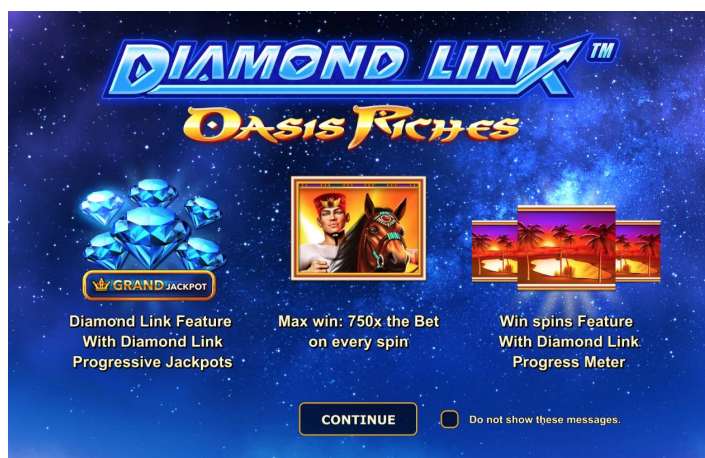 DIAMOND LINK™
OASIS RICHES
GRAND JACKPOT
Diamond Link Feature
With Diamond Link
Progressive Jackpots
Max win: 750x the Bet
on every spin
Win spins Feature
With Diamond Link
Progress Meter
CONTINUE
Do not show these messages.